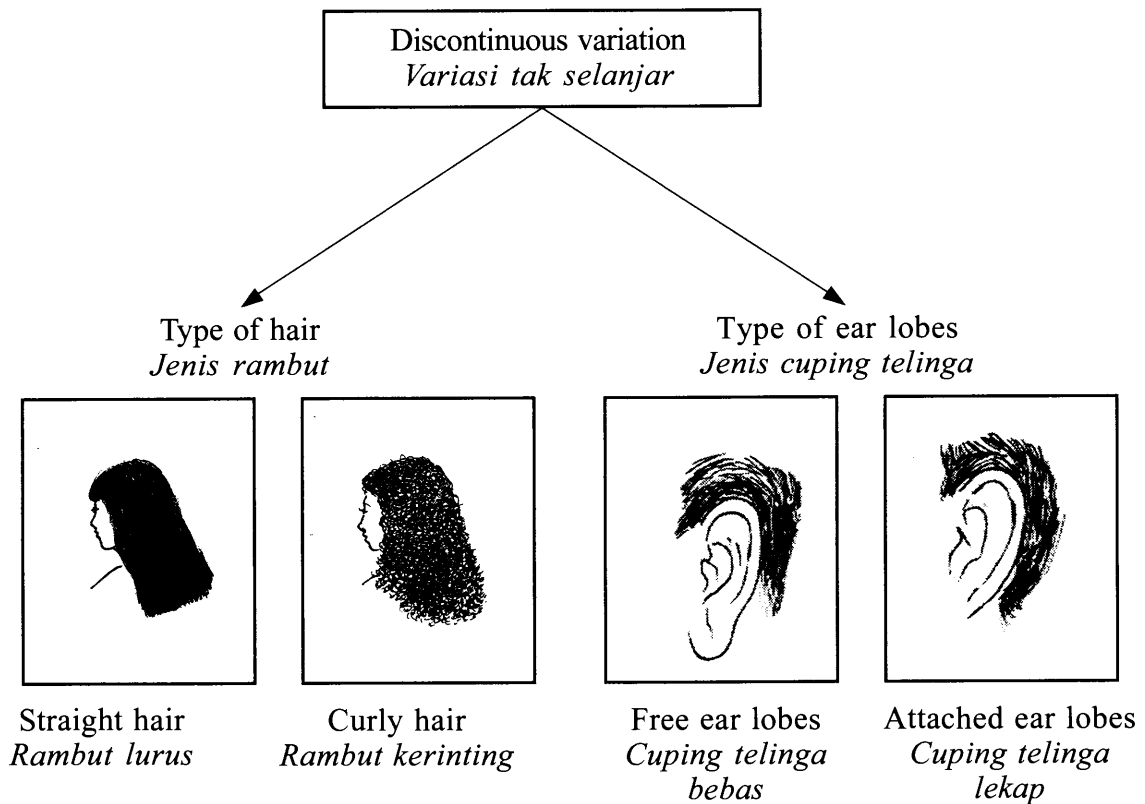 Discontinuous variation
Variasi tak selanjar
Type of hair
Jenis rambut
Type of ear lobes
Jenis cuping telinga
Straight hair
Rambut lurus
Curly hair
Rambut kerinting
Free ear lobes
Cuping telinga
bebas
Attached ear lobes
Cuping telinga
lekap